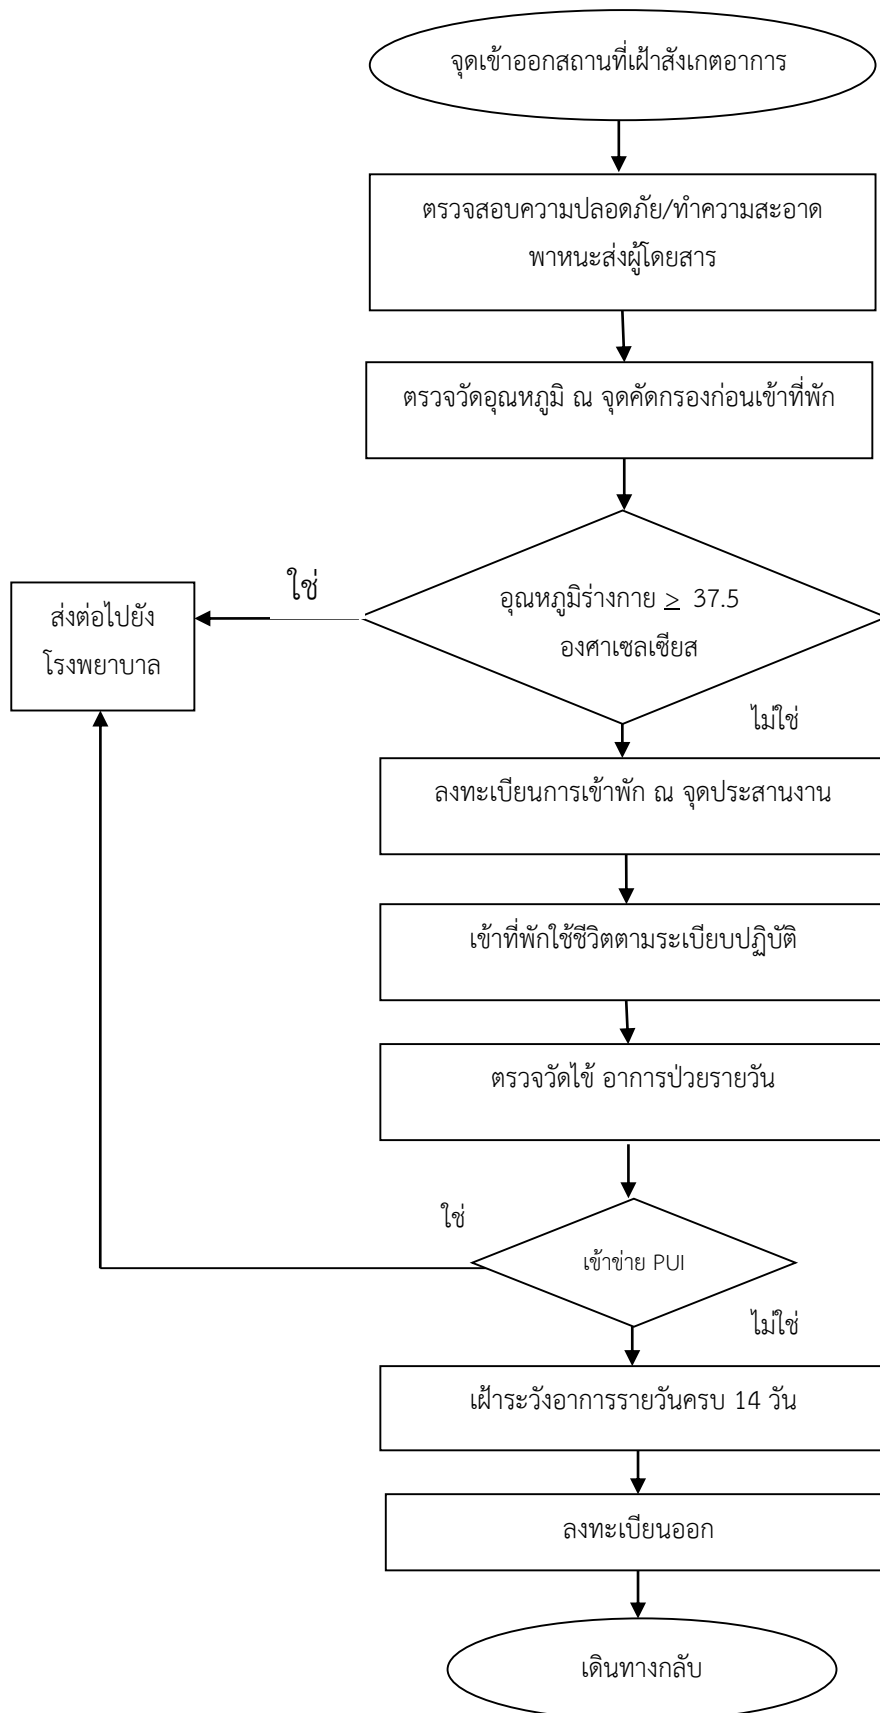 จุดเข้าออกสถานที่เฝ้าสังเกตอาการ
ตรวจสอบความปลอดภัย/ทำความสะอาด
พาหนะส่งผู้โดยสาร
ตรวจวัดอุณหภูมิ ณ จุดคัดกรองก่อนเข้าที่พัก
อุณหภูมิร่างกาย ≥ 37.5
องศาเซลเซียส
ใช่
ส่งต่อไปยัง
โรงพยาบาล
ไม่ใช่
ลงทะเบียนการเข้าพัก ณ จุดประสานงาน
เข้าที่พักใช้ชีวิตตามระเบียบปฏิบัติ
ตรวจวัดไข้ อาการป่วยรายวัน
ใช่
เข้าข่าย PUI
ไม่ใช่
เฝ้าระวังอาการรายวันครบ 14 วัน
ลงทะเบียนออก
เดินทางกลับ